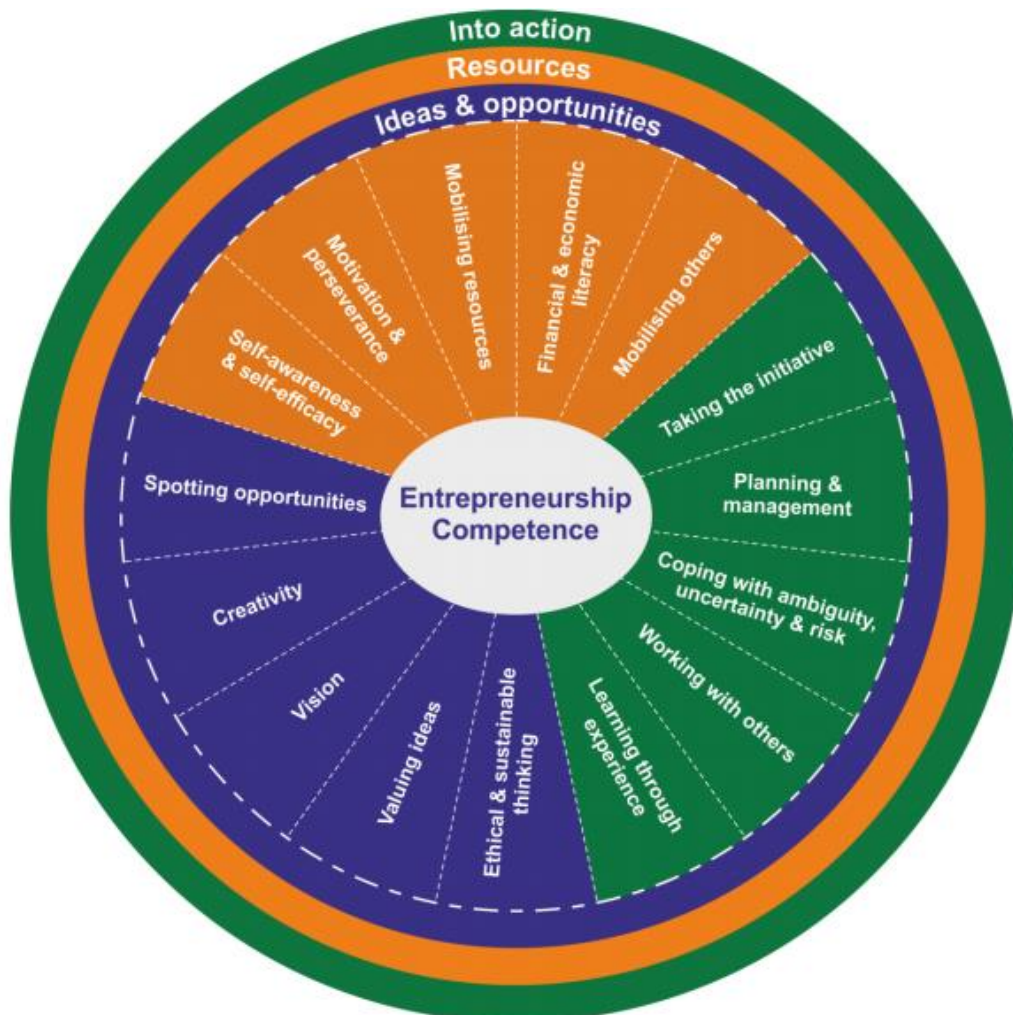 Into action
Resources
Ideas & opportunities
Self-awareness
& self-efficacy
Motivation &
perseverance
Mobilising resources
Financial & economic
literacy
Mobilising others
Taking the initiative
Planning &
management
Coping with ambiguity,
uncertainty & risk
Working with others
Learning through
experience
Ethical & sustainable
thinking
Valuing ideas
Vision
Creativity
Spotting opportunities
Entrepreneurship
Competence